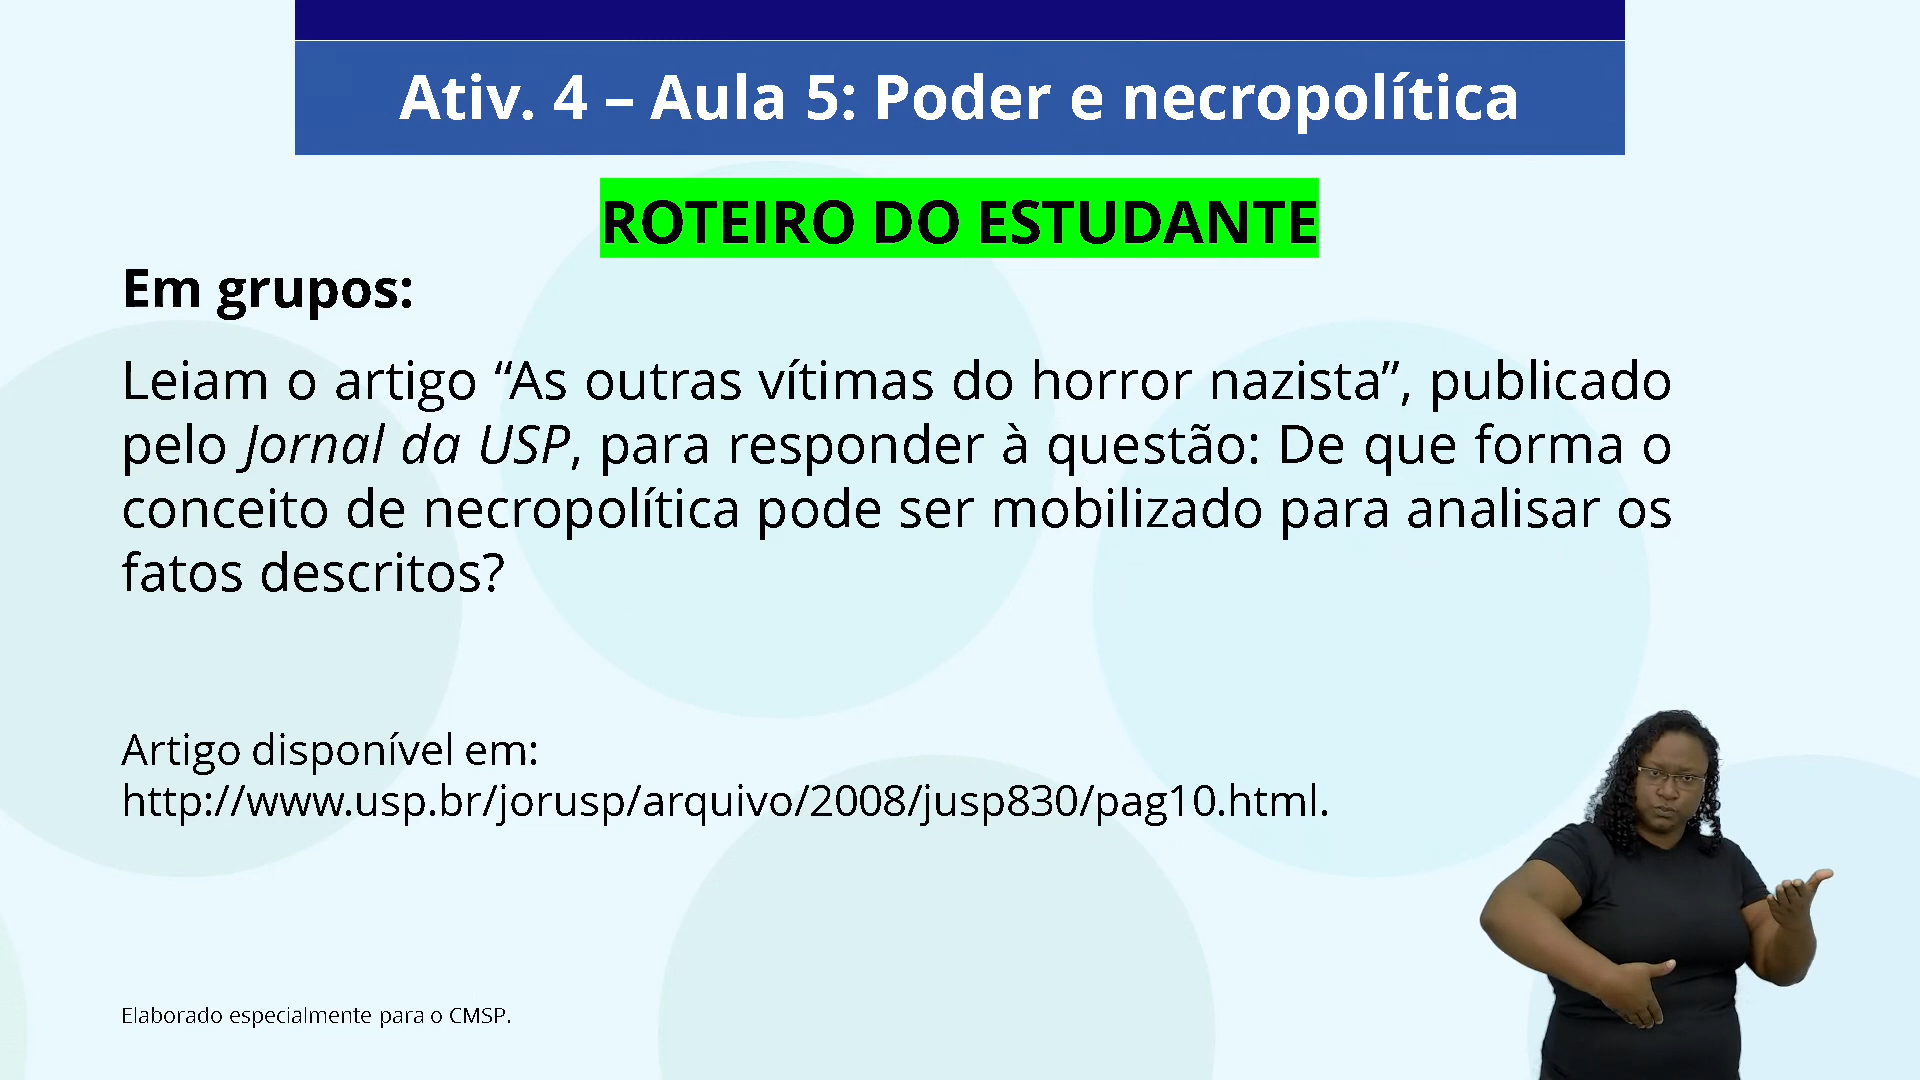 Ativ. 4 – Aula 5: Poder e necropolítica
ROTEIRO DO ESTUDANTE
Em grupos:
Leiam o artigo “As outras vítimas do horror nazista”, publicado
pelo Jornal da USP, para responder à questão: De que forma o
conceito de necropolítica pode ser mobilizado para analisar os
fatos descritos?
Artigo disponível em:
http://www.usp.br/jorusp/arquivo/2008/jusp830/pag10.html.
Elaborado especialmente para o CMSP.